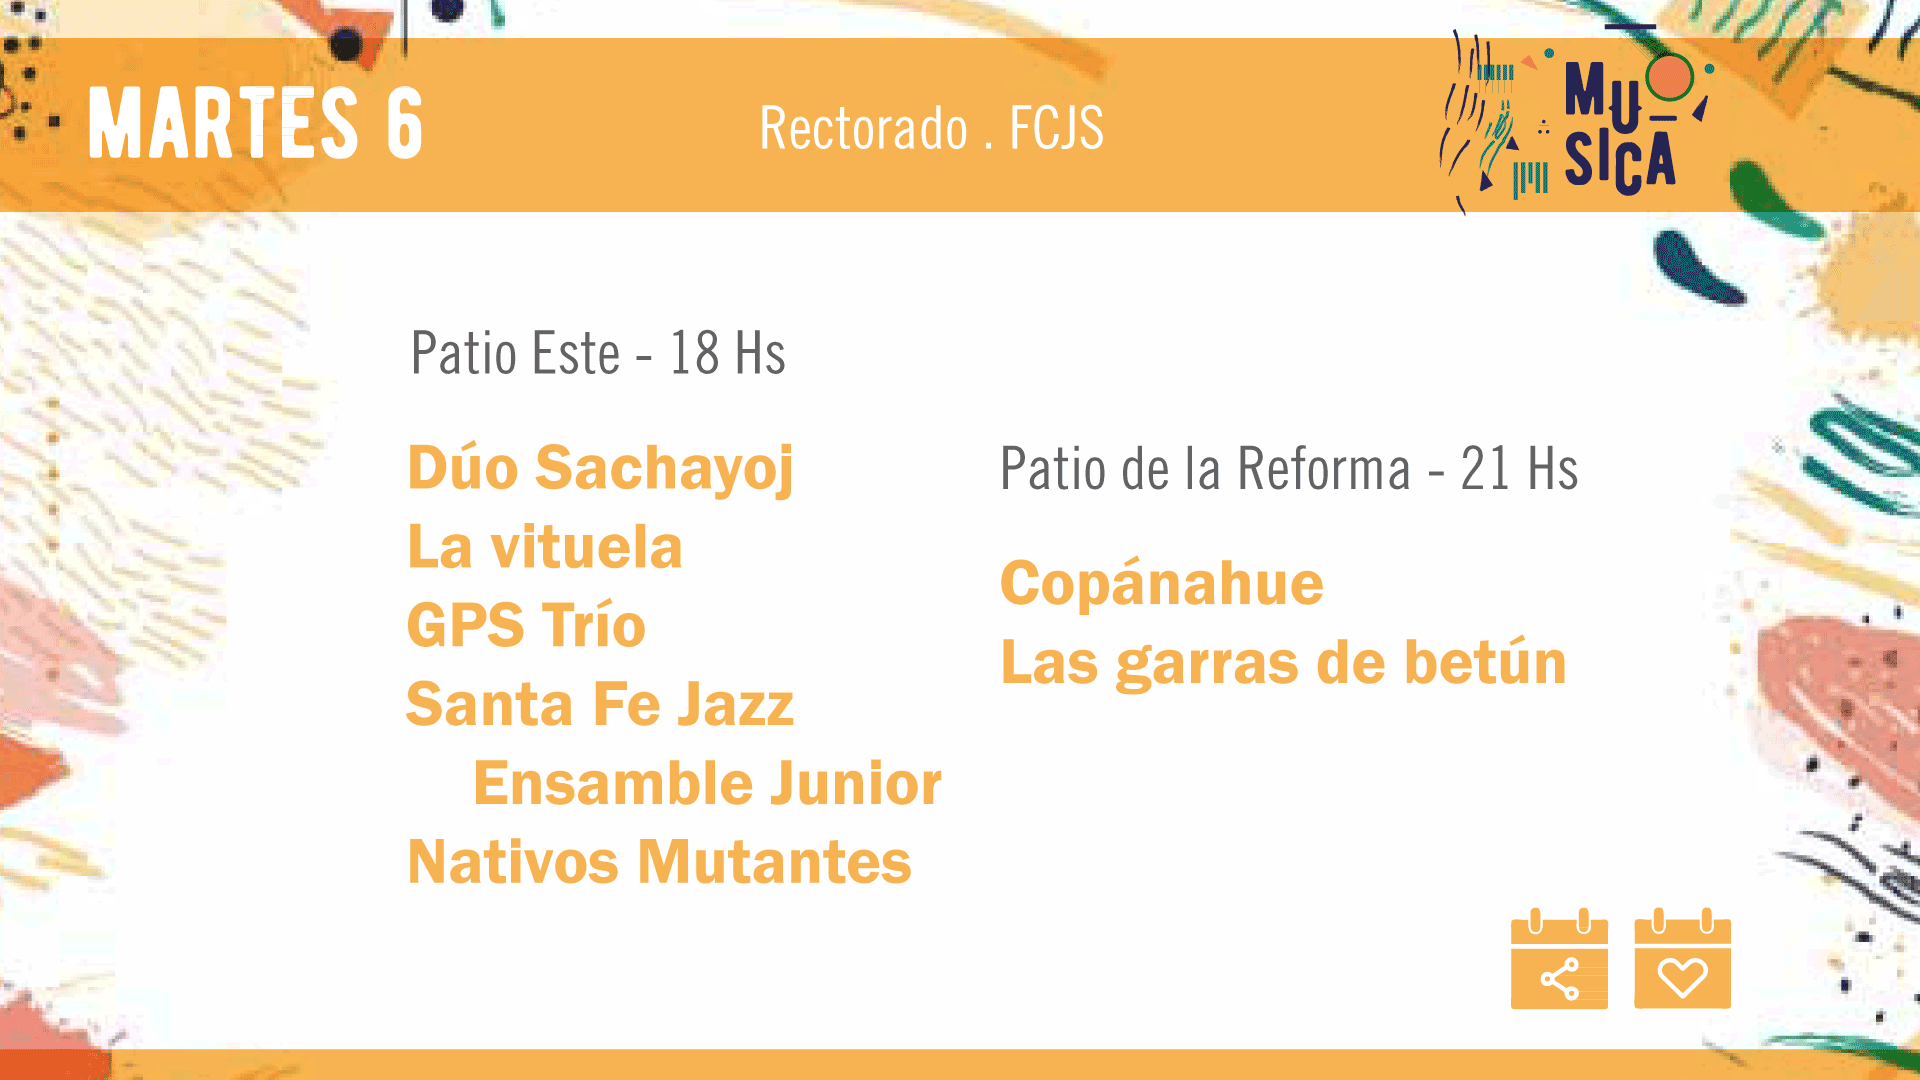 MARTES 6
Rectorado . FCJS
MU
SICA
Patio Este - 18 Hs
Dúo Sachayoj
La vituela
GPS Trío
Santa Fe Jazz
Ensamble Junior
Nativos Mutantes
Patio de la Reforma - 21 Hs
Copánahue
Las garras de betún